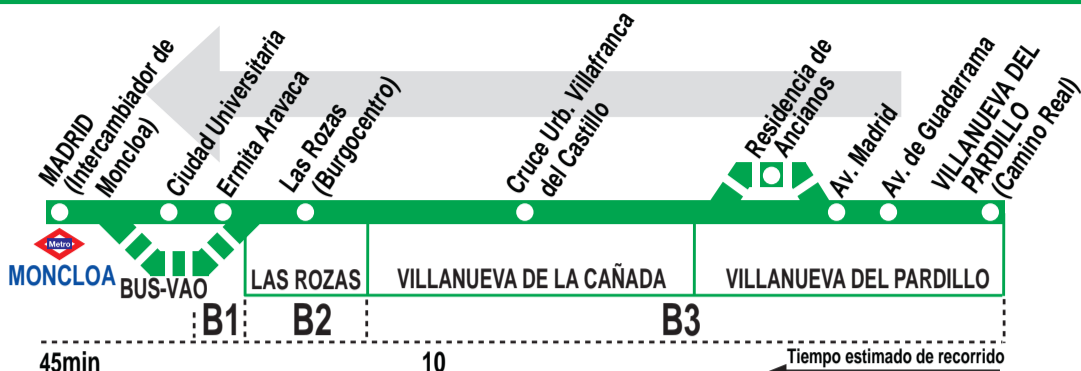 MADRID
(Intercambiador de
Moncloa)
Ciudad Universitaria
Ermita Aravaca
Las Rozas
(Burgocentro)
Cruce Urb. Villafranca
del Castillo
Residencia de
Ancianos
Av. Madrid
Av. de Guadarrama
VILLANUEVA DEL
PARDILLO
(Camino Real)
Metro
MONCLOA
BUS-VAO
LAS ROZAS
VILLANUEVA DE LA CAÑADA
VILLANUEVA DEL PARDILLO
B1
B2
B3
45min
10
Tiempo estimado de recorrido